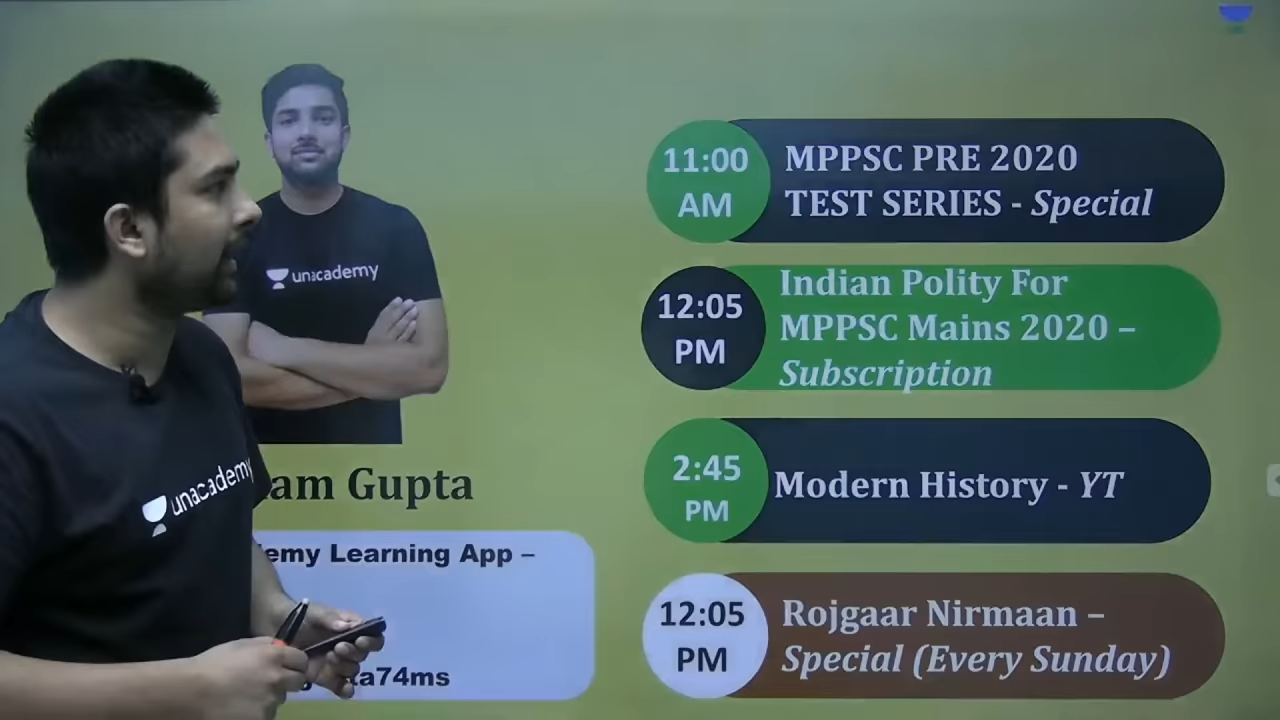 unacademy
unacademy
am Gupta
emy Learning App –
ta74ms
11:00
AM
MPPSC PRE 2020
TEST SERIES - Special
12:05
PM
Indian Polity For
MPPSC Mains 2020 –
Subscription
2:45
PM
Modern History - YT
12:05
PM
Rojgaar Nirmaan –
Special (Every Sunday)